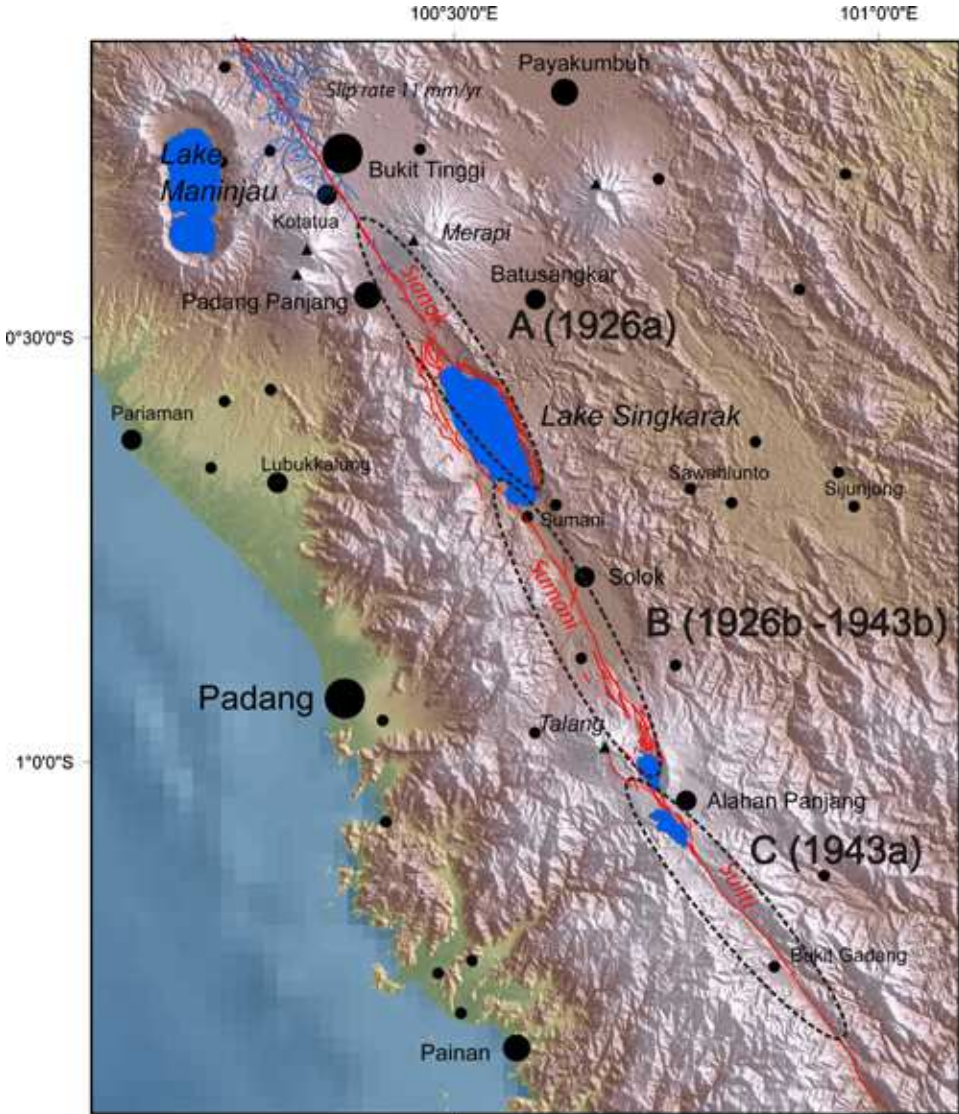 100°30'0"E
101°0'0"E
Payakumbuh
Slip rate 11 mm/yr
Lake
Maninjau
Bukit Tinggi
Kotatua
Merapi
Sianok
Batusangkar
Padang Panjang
A (1926a)
0°30'0"S
Lake Singkarak
Pariaman
Lubukkalung
Sawahlunto
Sijunjong
Sumani
Sumani
Solok
B (1926b -1943b)
Padang
Talang
1°0'0"S
Alahan Panjang
C (1943a)
Suliti
Bukit Gadang
Painan